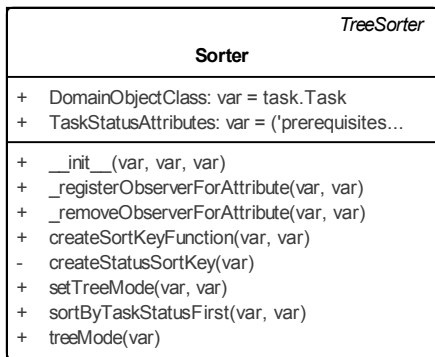 TreeSorter
Sorter
+ DomainObjectClass: var = task.Task
+ TaskStatusAttributes: var = ('prerequisites...
+ __init__(var, var, var)
+ _registerObserverForAttribute(var, var)
+ _removeObserverForAttribute(var, var)
+ createSortKeyFunction(var, var)
- createStatusSortKey(var)
+ setTreeMode(var, var)
+ sortByTaskStatusFirst(var, var)
+ treeMode(var)